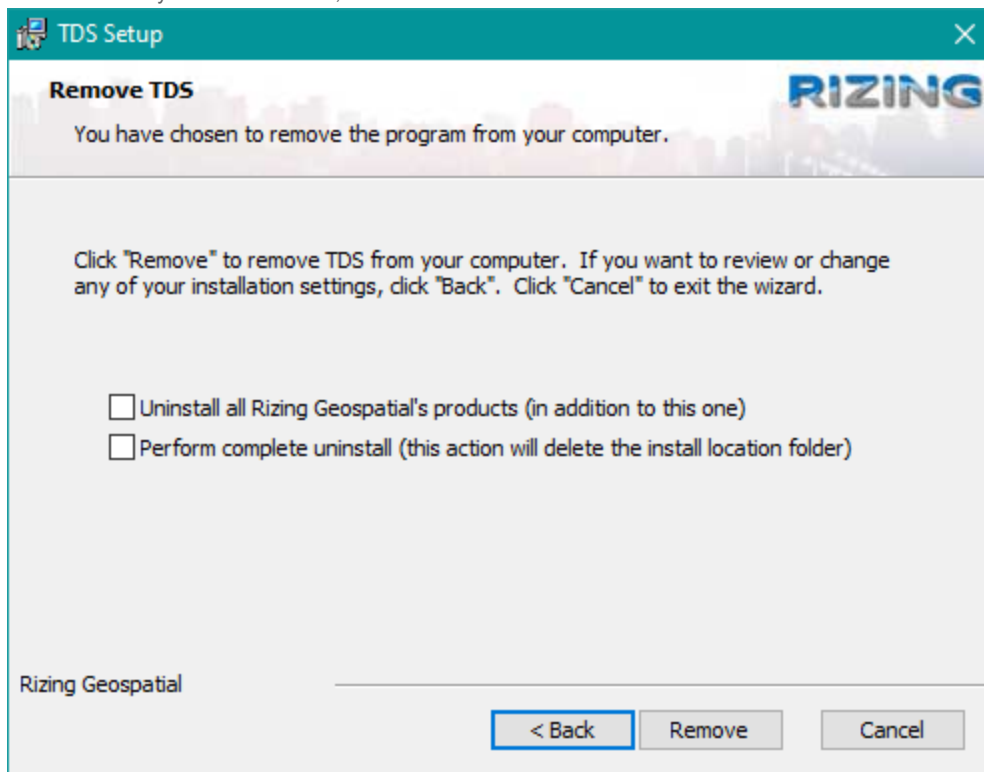 TDS Setup
Remove TDS
RIZING
You have chosen to remove the program from your computer.
Click "Remove" to remove TDS from your computer.  If you want to review or change
any of your installation settings, click "Back".  Click "Cancel" to exit the wizard.
Uninstall all Rizing Geospatial's products (in addition to this one)
Perform complete uninstall (this action will delete the install location folder)
Rizing Geospatial
< Back
Remove
Cancel